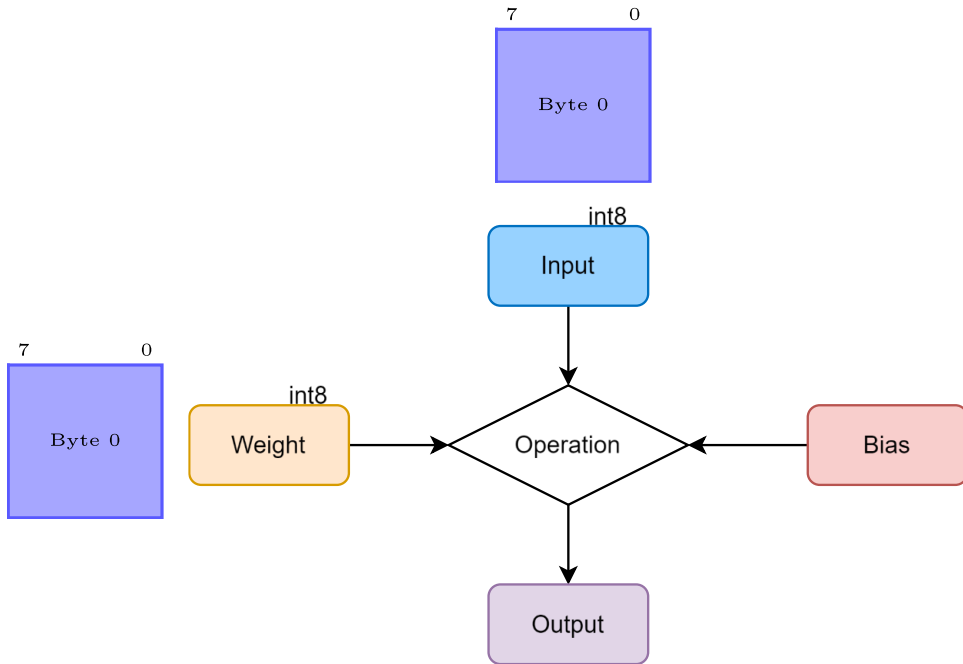 7 0
Byte 0
int8
Input
7 0
Byte 0
int8
Weight
Operation
Bias
Output